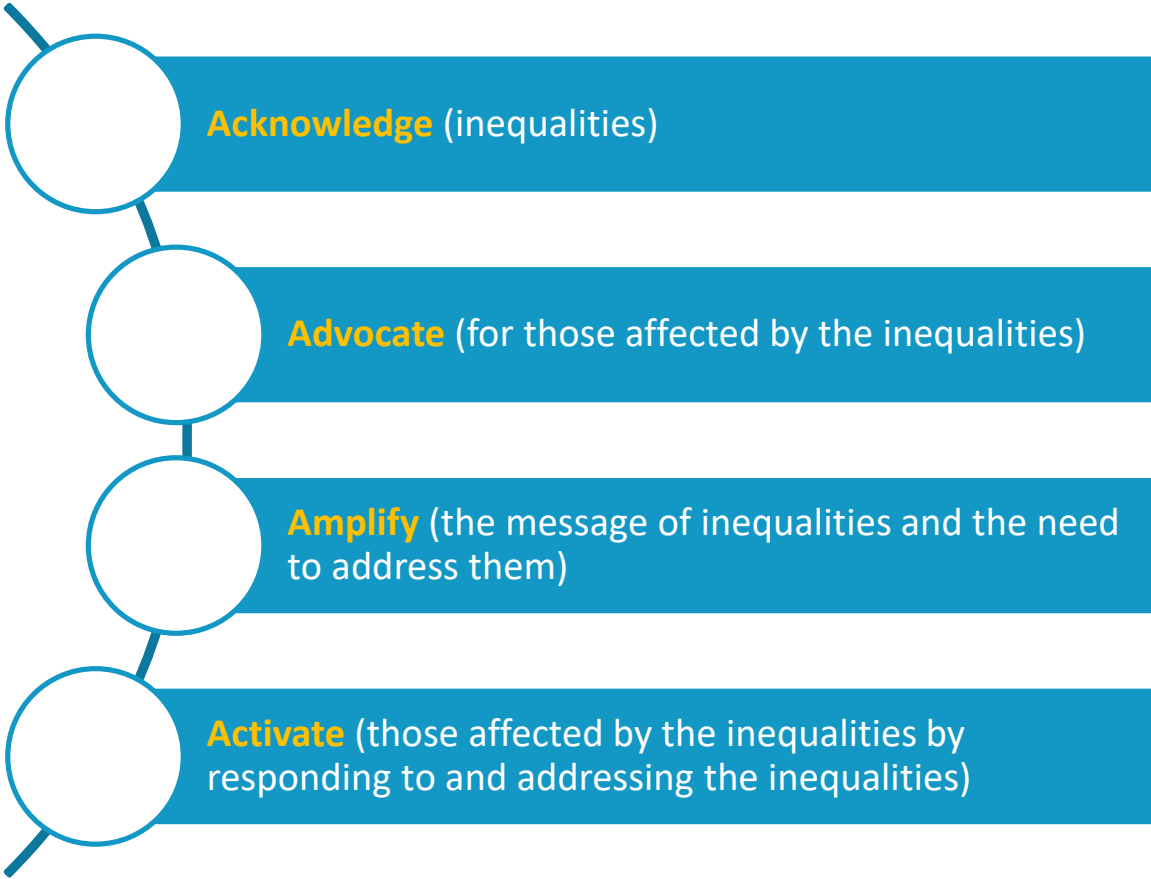 Acknowledge (inequalities)
Advocate (for those affected by the inequalities)
Amplify (the message of inequalities and the need
to address them)
Activate (those affected by the inequalities by
responding to and addressing the inequalities)